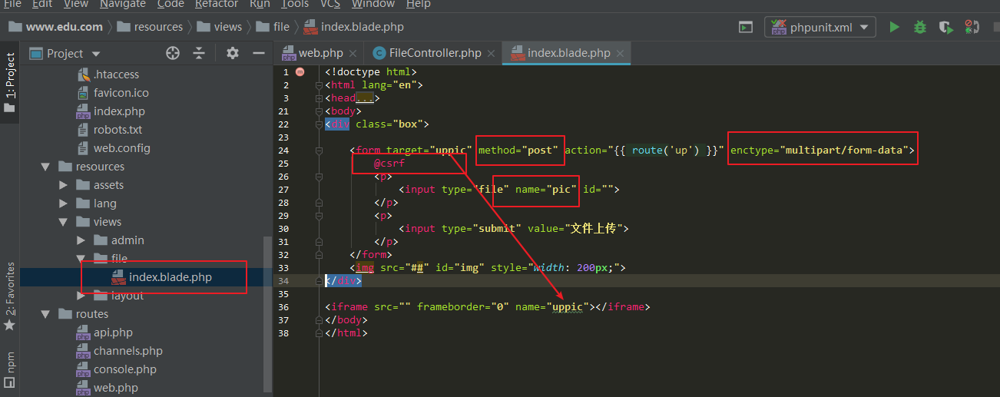 File Edit View Navigate Code Refactor Run Tools VCS Window Help
www.edu.com resources views file index.blade.php
phpunit.xml
1: Project
2: Favorites
npm
Project
.htaccess
favicon.ico
index.php
robots.txt
web.config
resources
assets
lang
views
admin
file
index.blade.php
layout
routes
api.php
channels.php
console.php
web.php
web.php FileController.php index.blade.php
1 <!doctype html>
2 <html lang="en">
3 <head...>
21 <body>
22 <div class="box">
23
24 <form target="uppic" method="post" action="{{ route('up') }}" enctype="multipart/form-data">
25 @csrf
26 <p>
27 <input type="file" name="pic" id="">
28 </p>
29 <p>
30 <input type="submit" value="文件上传">
31 </p>
32 </form>
33 <img src="##" id="img" style="width: 200px;">
34 </div>
35
36 <iframe src="" frameborder="0" name="uppic"></iframe>
37 </body>
38 </html>